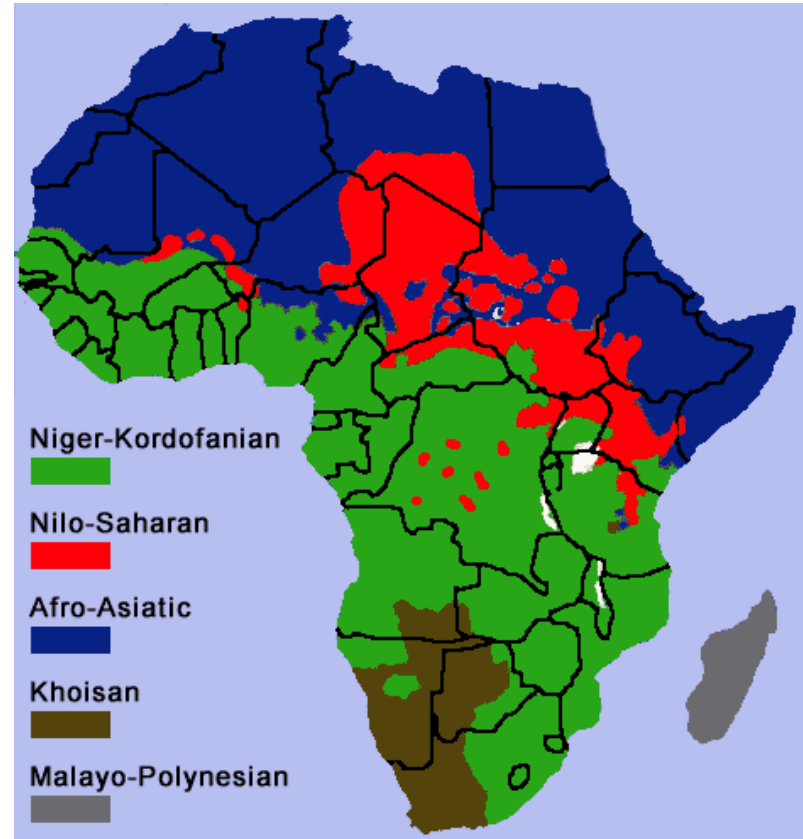 Niger-Kordofanian
Nilo-Saharan
Afro-Asiatic
Khoisan
Malayo-Polynesian